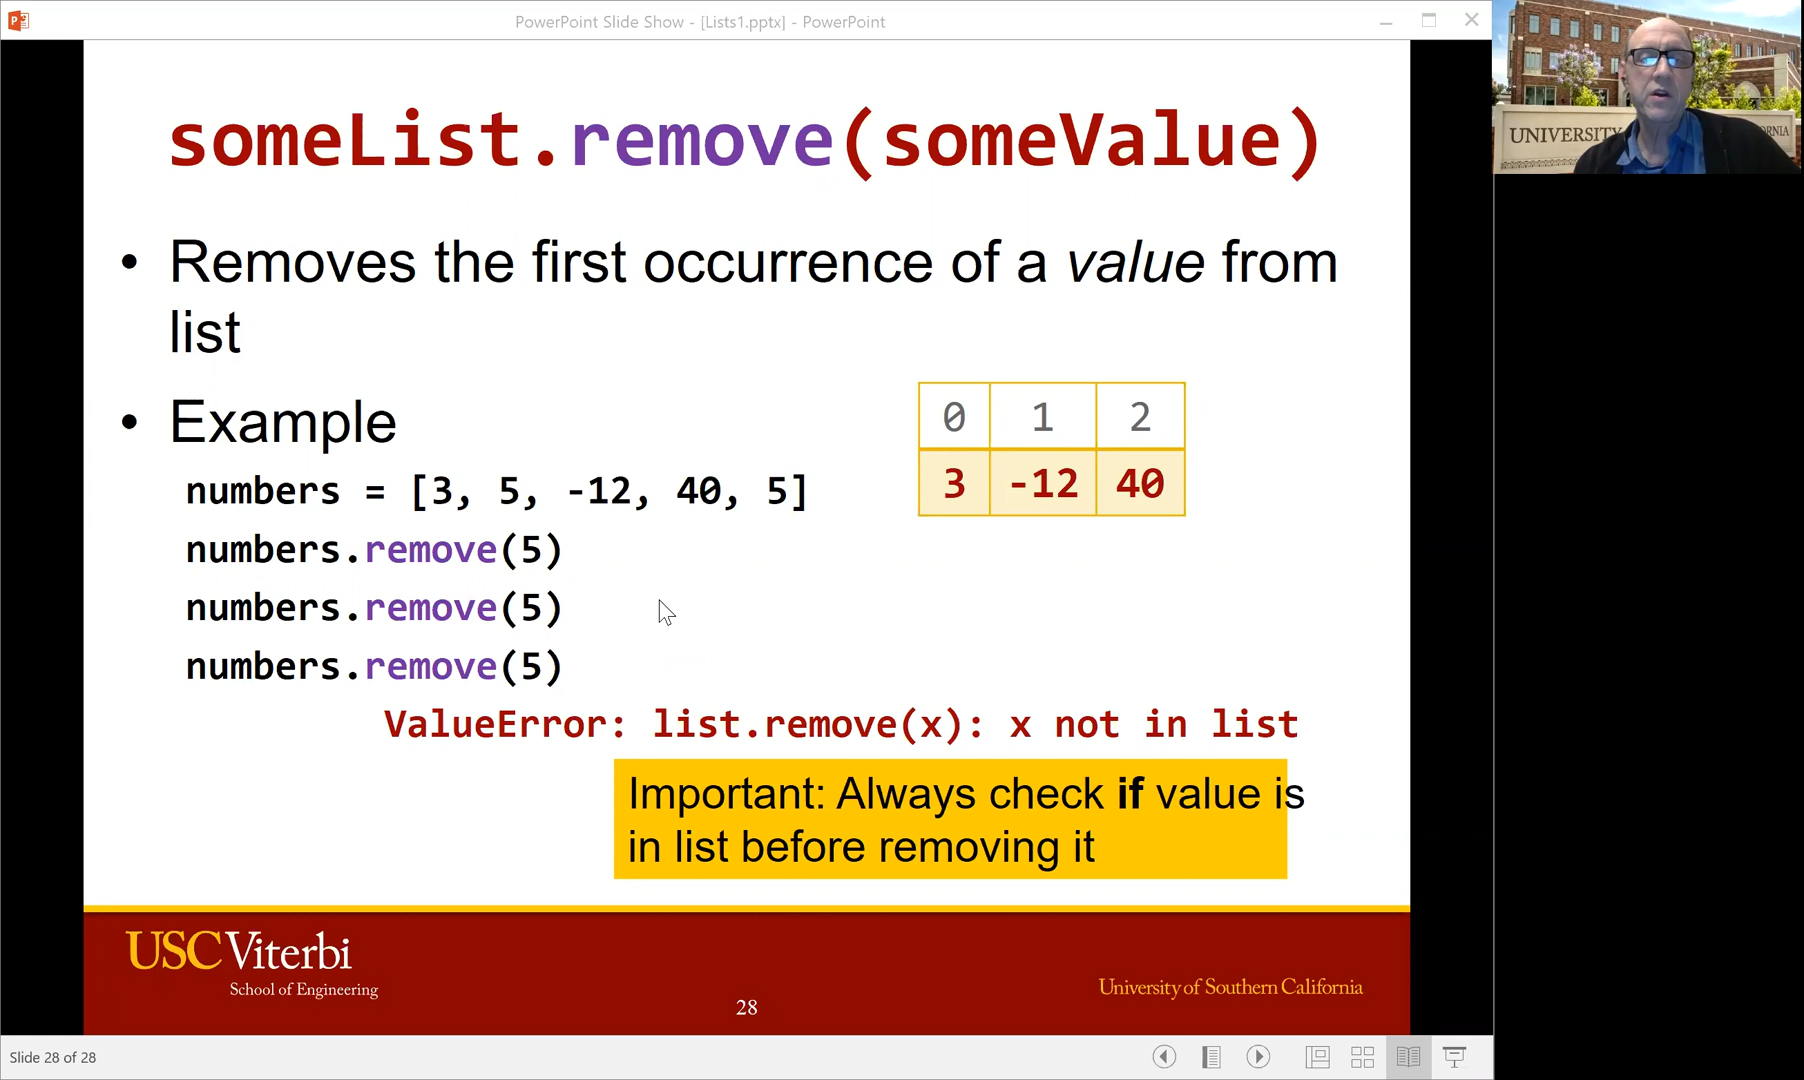 PowerPoint Slide Show - [Lists1.pptx] - PowerPoint
someList.remove(someValue)
• Removes the first occurrence of a value from
list
• Example
0 1 2
3 -12 40
numbers = [3, 5, -12, 40, 5]
numbers.remove(5)
numbers.remove(5)
numbers.remove(5)
ValueError: list.remove(x): x not in list
Important: Always check if value is
in list before removing it
USC Viterbi
School of Engineering
University of Southern California
28
Slide 28 of 28
UNIVERSITY